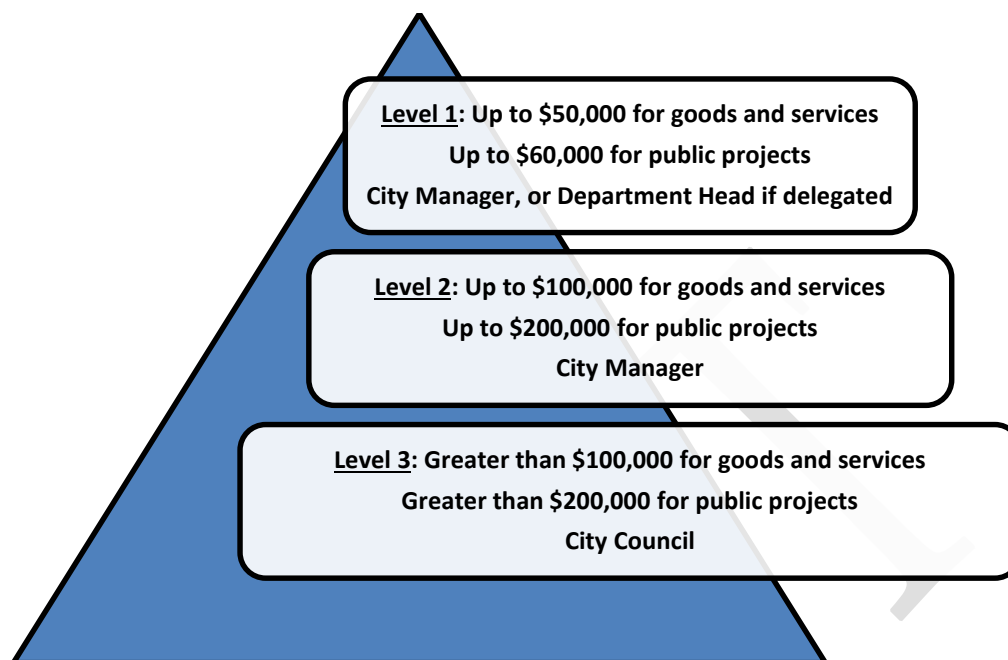 Level 1: Up to $50,000 for goods and services
Up to $60,000 for public projects
City Manager, or Department Head if delegated
Level 2: Up to $100,000 for goods and services
Up to $200,000 for public projects
City Manager
Level 3: Greater than $100,000 for goods and services
Greater than $200,000 for public projects
City Council